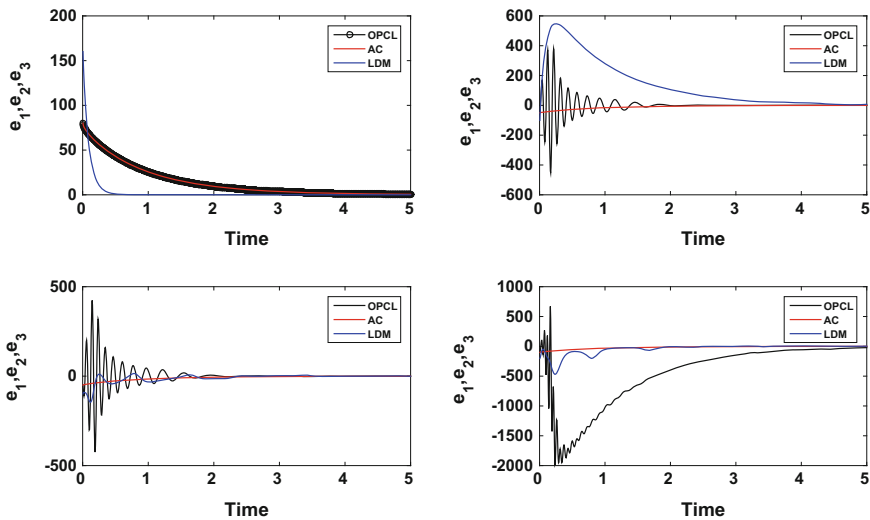 200
150
100
50
0
e1,e2,e3
OPCL
AC
LDM
0 1 2 3 4 5
Time
600
400
200
0
-200
-400
-600
e1,e2,e3
OPCL
AC
LDM
0 1 2 3 4 5
Time
500
0
-500
e1,e2,e3
OPCL
AC
LDM
0 1 2 3 4 5
Time
1000
500
0
-500
-1000
-1500
-2000
e1,e2,e3
OPCL
AC
LDM
0 1 2 3 4 5
Time